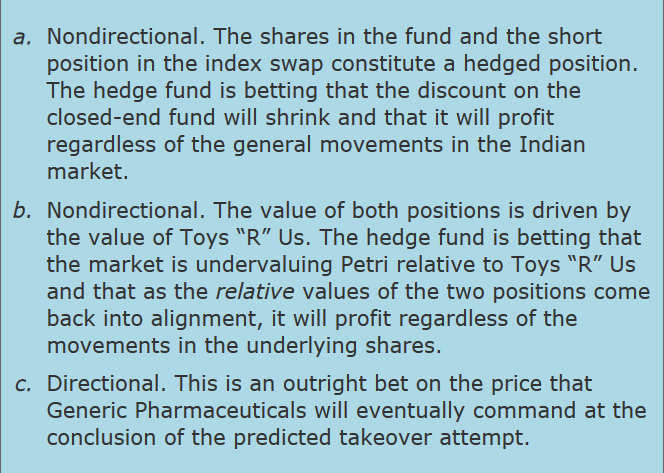 a. Nondirectional. The shares in the fund and the short
position in the index swap constitute a hedged position.
The hedge fund is betting that the discount on the
closed-end fund will shrink and that it will profit
regardless of the general movements in the Indian
market.
b. Nondirectional. The value of both positions is driven by
the value of Toys “R” Us. The hedge fund is betting that
the market is undervaluing Petri relative to Toys “R” Us
and that as the relative values of the two positions come
back into alignment, it will profit regardless of the
movements in the underlying shares.
c. Directional. This is an outright bet on the price that
Generic Pharmaceuticals will eventually command at the
conclusion of the predicted takeover attempt.